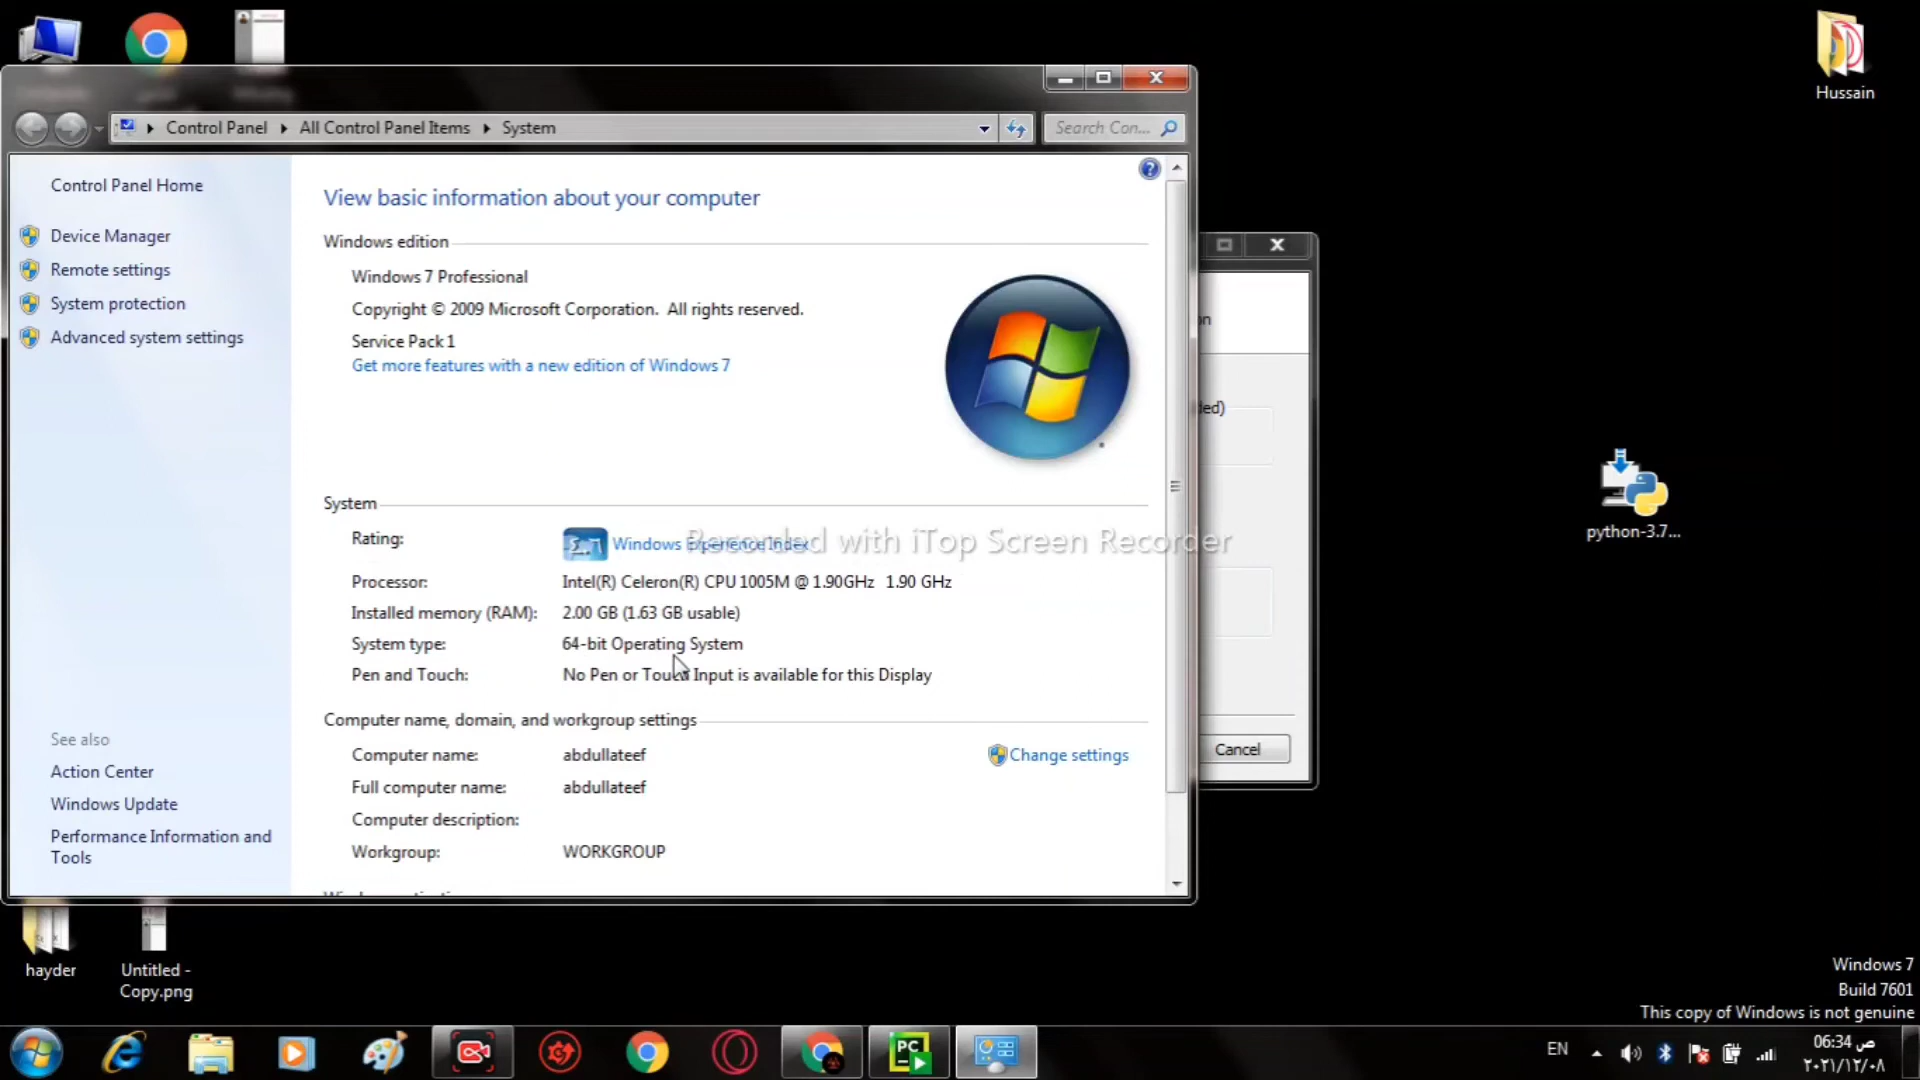 Hussain
Control Panel
All Control Panel Items
System
Search Con...
Control Panel Home
Device Manager
Remote settings
System protection
Advanced system settings
See also
Action Center
Windows Update
Performance Information and
Tools
View basic information about your computer
Windows edition
Windows 7 Professional
Copyright © 2009 Microsoft Corporation. All rights reserved.
Service Pack 1
Get more features with a new edition of Windows 7
System
Rating: Windows Experience Index
Recorded with iTop Screen Recorder
Processor: Intel(R) Celeron(R) CPU 1005M @ 1.90GHz 1.90 GHz
Installed memory (RAM): 2.00 GB (1.63 GB usable)
System type: 64-bit Operating System
Pen and Touch: No Pen or Touch Input is available for this Display
Computer name, domain, and workgroup settings
Computer name: abdullateef
Change settings
Full computer name: abdullateef
Computer description:
Workgroup: WORKGROUP
Cancel
python-3.7...
hayder
Untitled -
Copy.png
Windows 7
Build 7601
This copy of Windows is not genuine
PC
EN
06:34 ص
٢٠٢١/١٢/٠٨